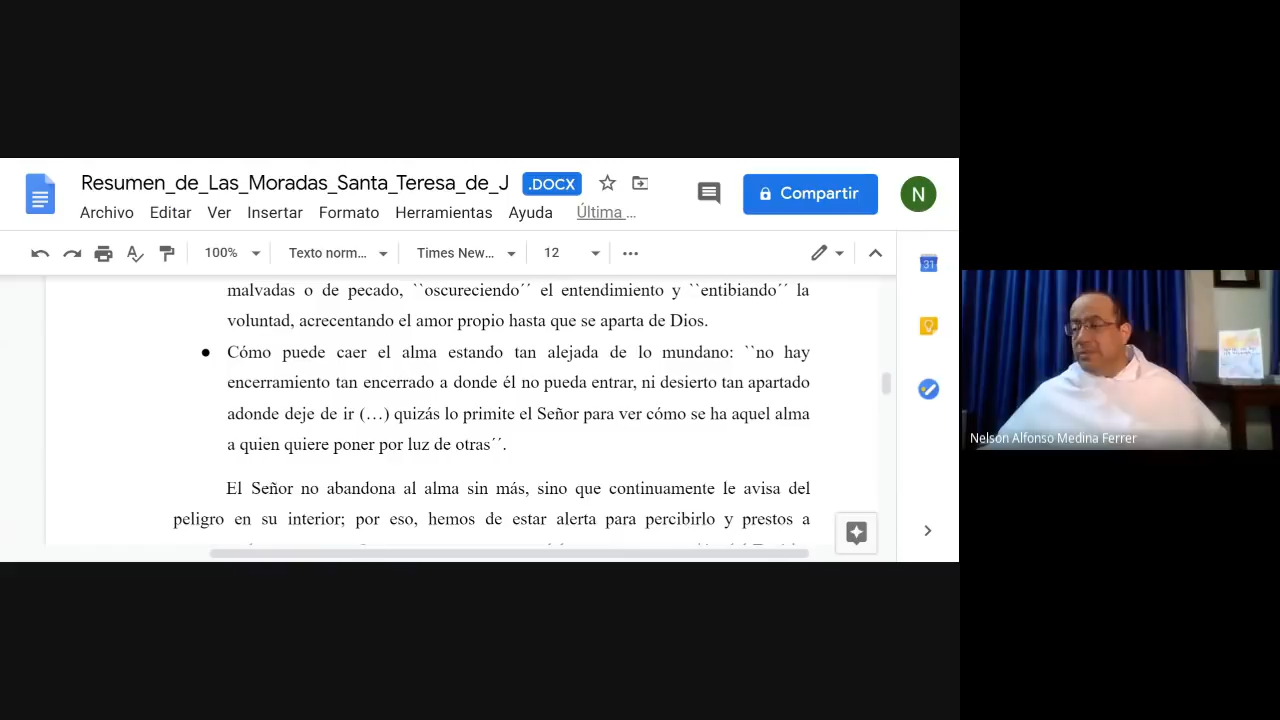 Resumen_de_Las_Moradas_Santa_Teresa_de_J .DOCX
Compartir
N
Archivo Editar Ver Insertar Formato Herramientas Ayuda Última ...
100% Texto norm... Times New... 12
31
malvadas o de pecado, ``oscureciendo´´ el entendimiento y ``entibiando´´ la
voluntad, acrecentando el amor propio hasta que se aparta de Dios.
● Cómo puede caer el alma estando tan alejada de lo mundano: ``no hay
encerramiento tan encerrado a donde él no pueda entrar, ni desierto tan apartado
adonde deje de ir (…) quizás lo primite el Señor para ver cómo se ha aquel alma
a quien quiere poner por luz de otras´´.
El Señor no abandona al alma sin más, sino que continuamente le avisa del
peligro en su interior; por eso, hemos de estar alerta para percibirlo y prestos a
Nelson Alfonso Medina Ferrer